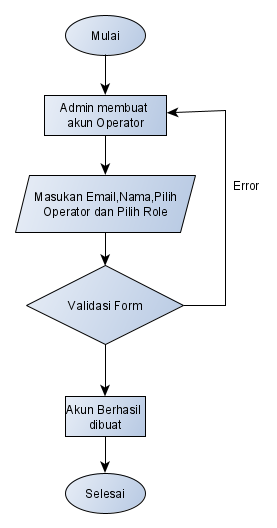 Mulai
Admin membuat
akun Operator
Error
Masukan Email,Nama,Pilih
Operator dan Pilih Role
Validasi Form
Akun Berhasil
dibuat
Selesai